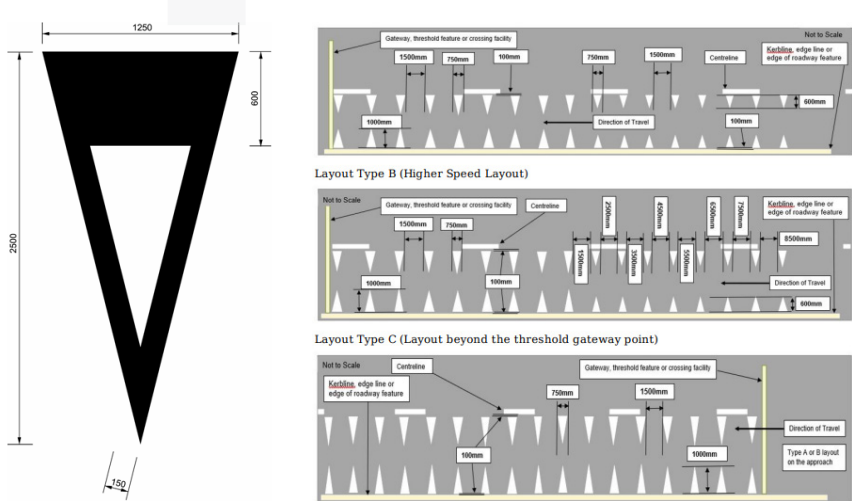 1250
600
2500
150
Not to Scale
Gateway, threshold feature or crossing facility
Kerbline, edge line or
edge of roadway feature
1500mm
750mm
100mm
750mm
1500mm
Centreline
600mm
1000mm
Direction of Travel
100mm
Layout Type B (Higher Speed Layout)
Not to Scale
Gateway, threshold feature or crossing facility
Centreline
Kerbline, edge line or
edge of roadway feature
1500mm
750mm
2500mm
4500mm
6500mm
7500mm
8500mm
1500mm
3500mm
5500mm
1000mm
100mm
Direction of Travel
600mm
Layout Type C (Layout beyond the threshold gateway point)
Not to Scale
Centreline
Gateway, threshold feature or crossing facility
Kerbline, edge line or
edge of roadway feature
750mm
1500mm
Direction of Travel
100mm
1000mm
Type A or B layout
on the approach